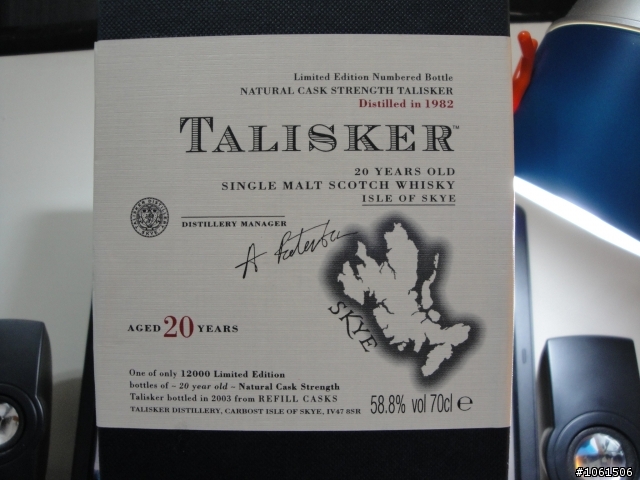 Limited Edition Numbered Bottle
NATURAL CASK STRENGTH TALISKER
Distilled in 1982
TALISKER™
20 YEARS OLD
SINGLE MALT SCOTCH WHISKY
ISLE OF SKYE
DISTILLERY MANAGER
SKYE
AGED 20 YEARS
One of only 12000 Limited Edition
bottles of – 20 year old – Natural Cask Strength
Talisker bottled in 2003 from REFILL CASKS
TALISKER DISTILLERY, CARBOST ISLE OF SKYE, IV47 8SR
58.8% vol 70cl e
#1061506